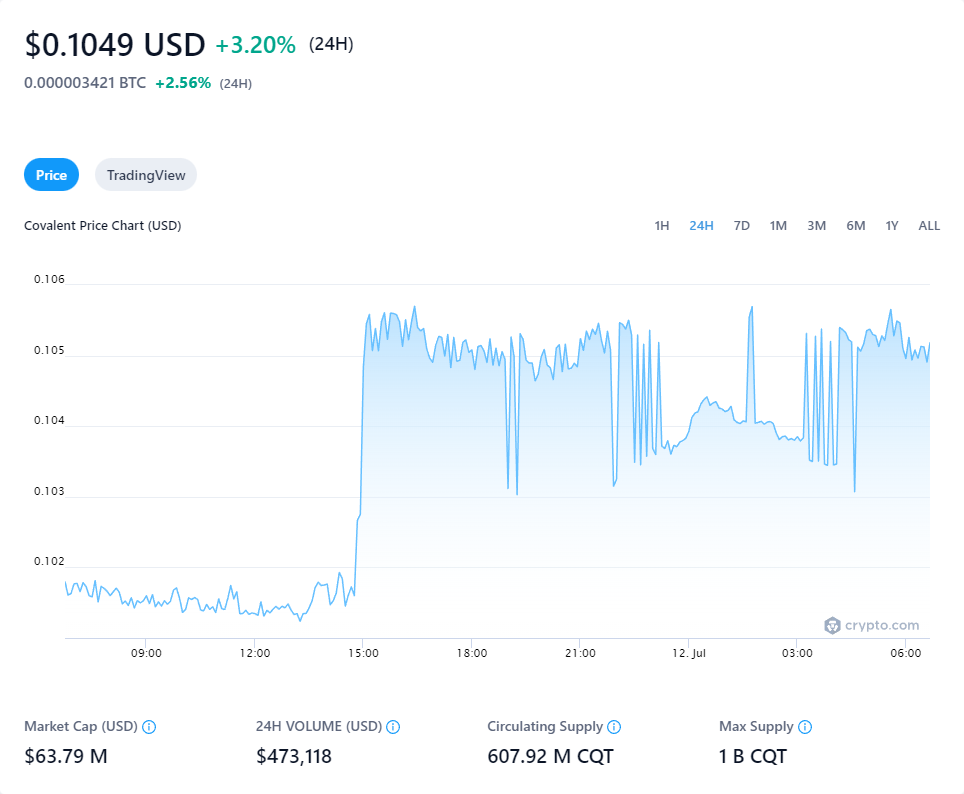 $0.1049 USD +3.20% (24H)
0.000003421 BTC +2.56% (24H)
Price TradingView
Covalent Price Chart (USD) 1H 24H 7D 1M 3M 6M 1Y ALL
0.106
0.105
0.104
0.103
0.102
crypto.com
09:00 12:00 15:00 18:00 21:00 12. Jul 03:00 06:00
Market Cap (USD) 24H VOLUME (USD) Circulating Supply Max Supply
$63.79 M $473,118 607.92 M CQT 1 B CQT